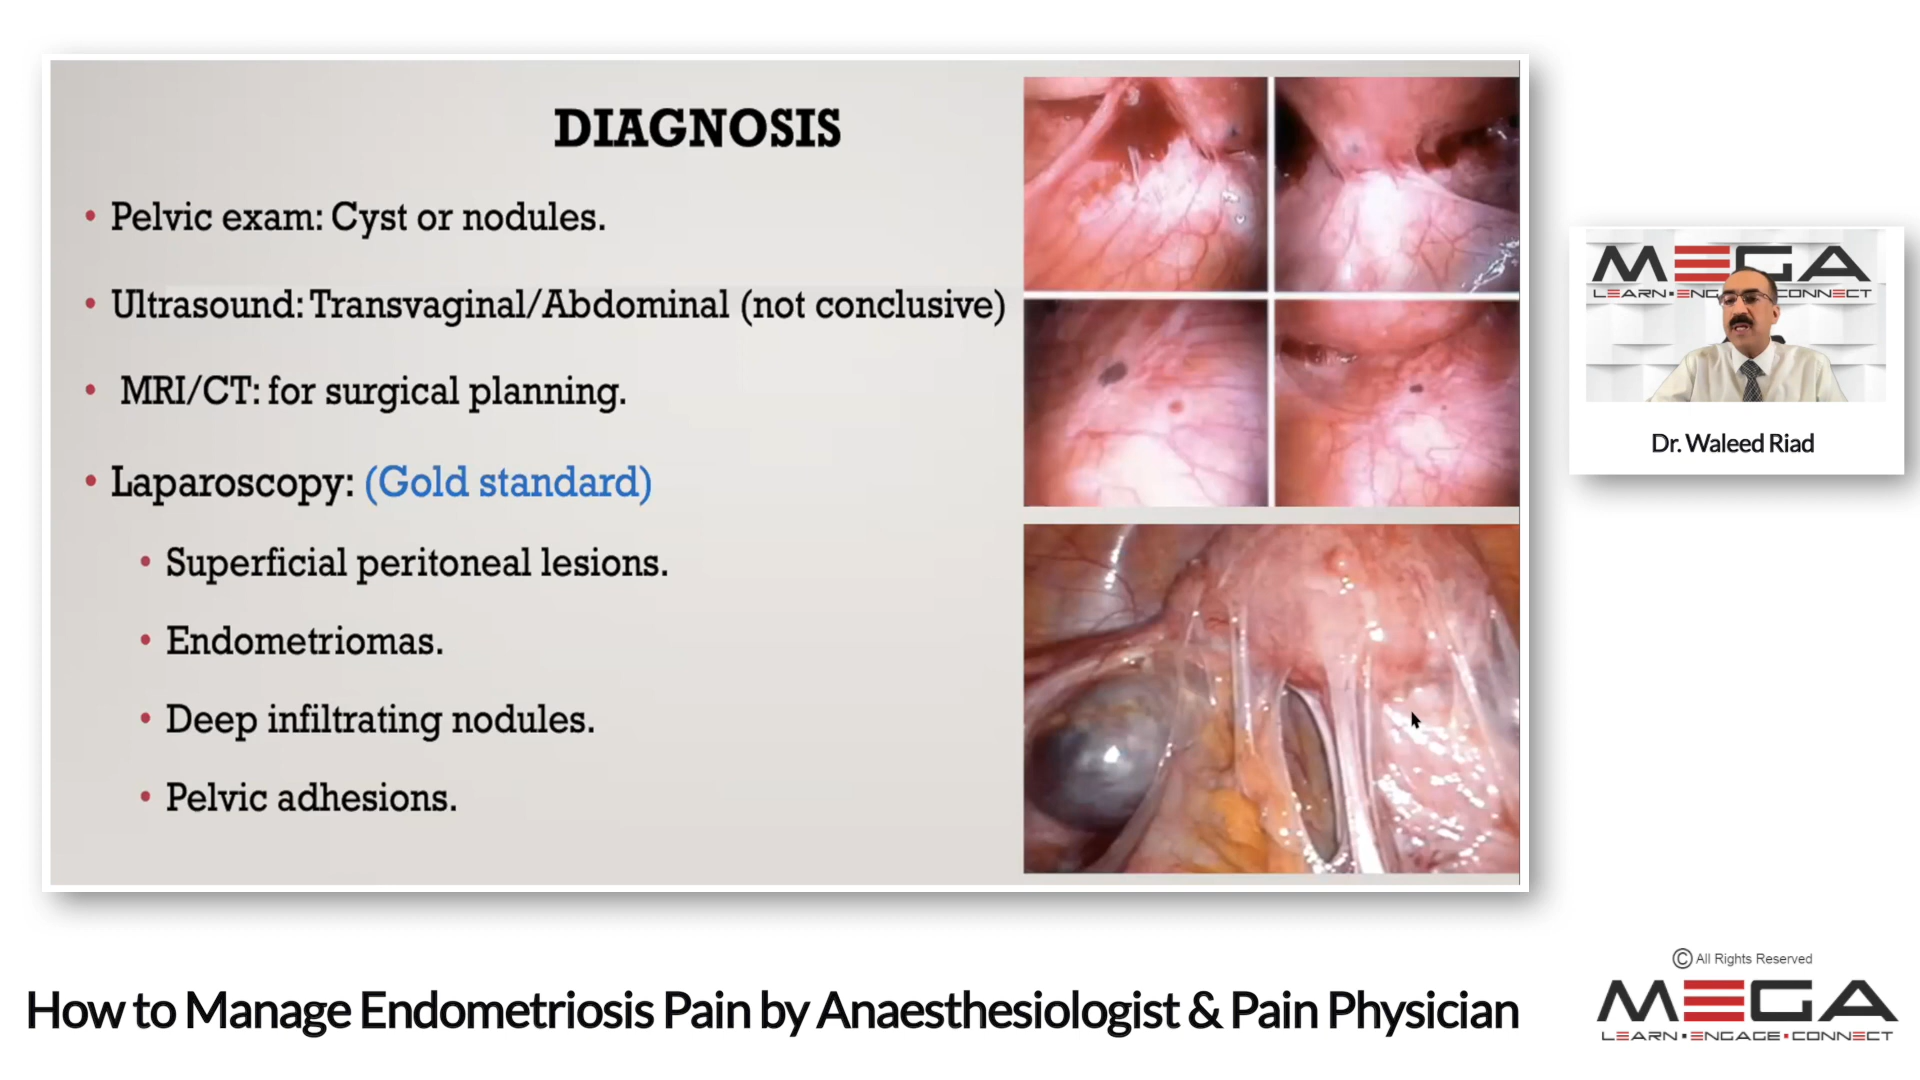 DIAGNOSIS
• Pelvic exam: Cyst or nodules.
• Ultrasound: Transvaginal/Abdominal (not conclusive)
• MRI/CT: for surgical planning.
• Laparoscopy: (Gold standard)
• Superficial peritoneal lesions.
• Endometriomas.
• Deep infiltrating nodules.
• Pelvic adhesions.
MEGA
LEARN▪ENG CONNECT
Dr. Waleed Riad
How to Manage Endometriosis Pain by Anaesthesiologist & Pain Physician
© All Rights Reserved
MEGA
LEARN▪ENGAGE▪CONNECT